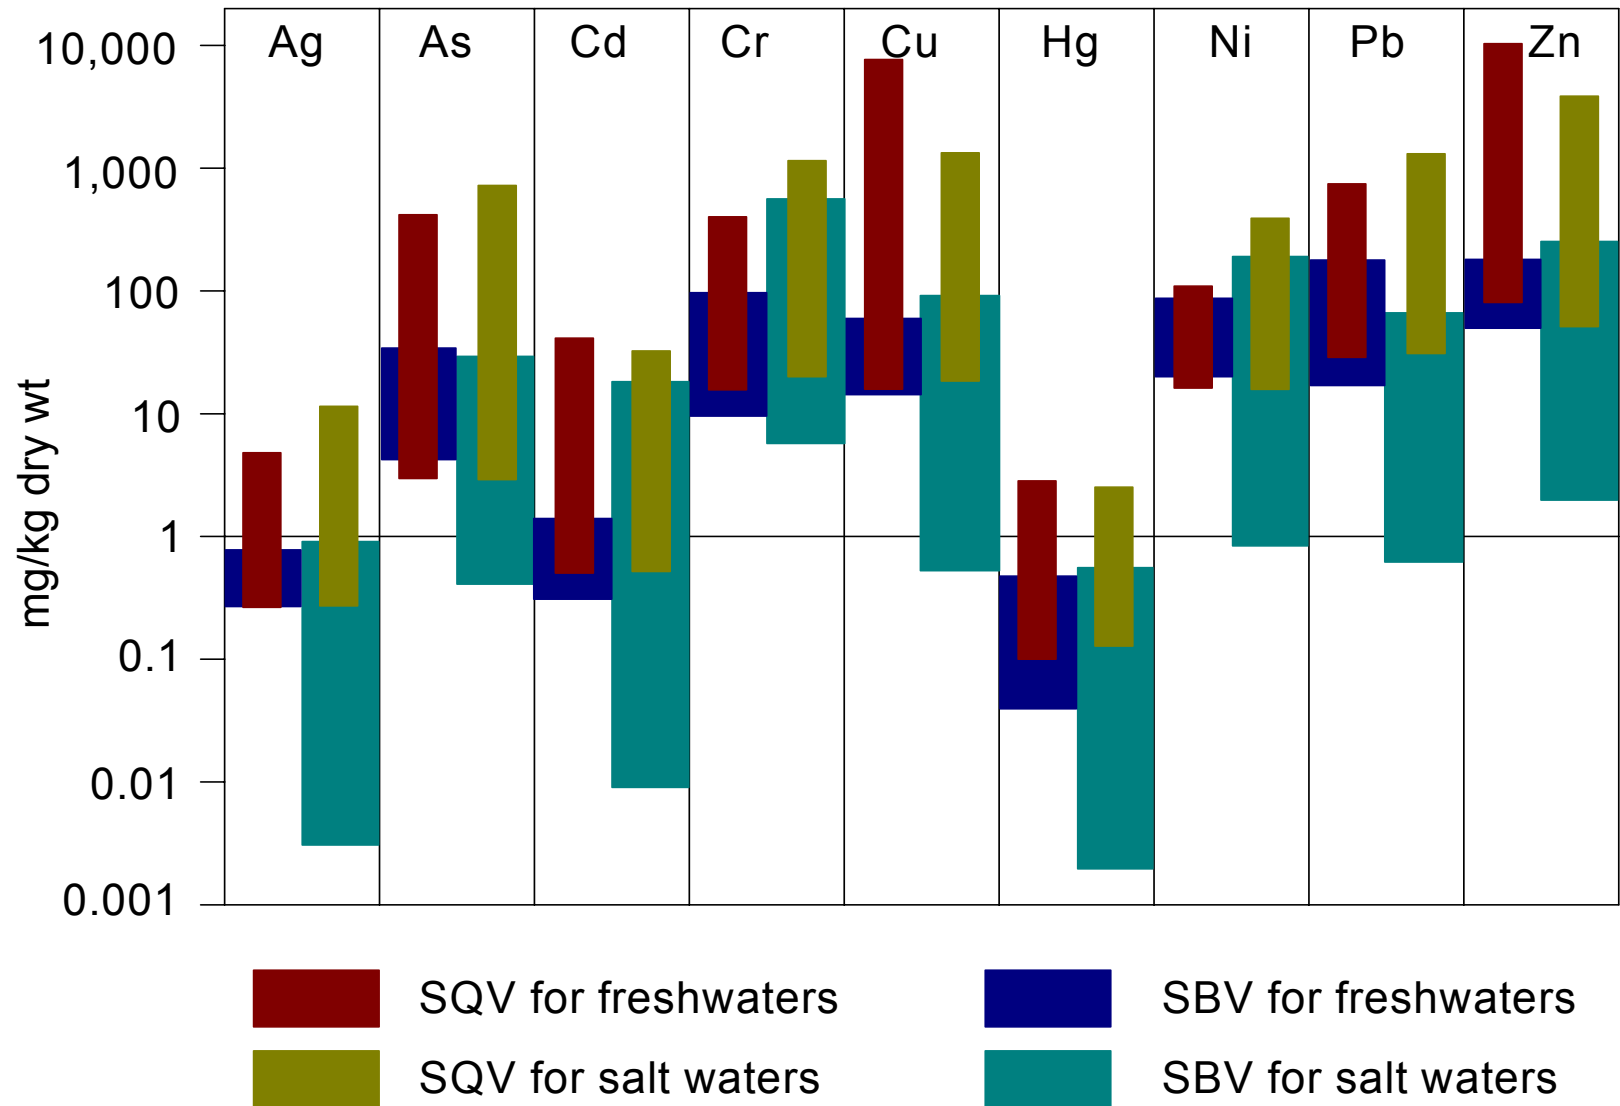 Ag As Cd Cr Cu Hg Ni Pb Zn
10,000
1,000
100
10
1
0.1
0.01
0.001
mg/kg dry wt
SQV for freshwaters SBV for freshwaters
SQV for salt waters SBV for salt waters